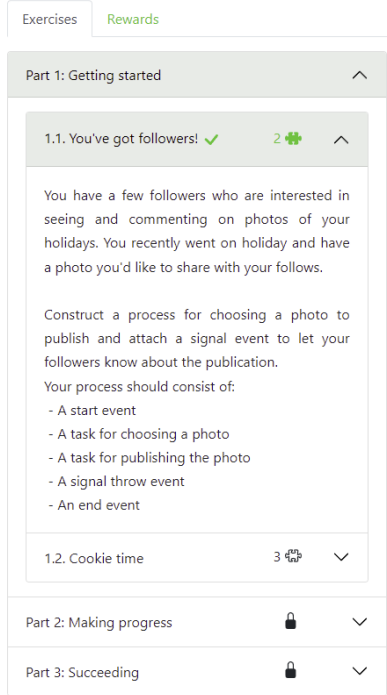 Exercises Rewards
Part 1: Getting started
1.1. You've got followers! 2
You have a few followers who are interested in
seeing and commenting on photos of your
holidays. You recently went on holiday and have
a photo you'd like to share with your follows.
Construct a process for choosing a photo to
publish and attach a signal event to let your
followers know about the publication.
Your process should consist of:
- A start event
- A task for choosing a photo
- A task for publishing the photo
- A signal throw event
- An end event
1.2. Cookie time 3
Part 2: Making progress
Part 3: Succeeding